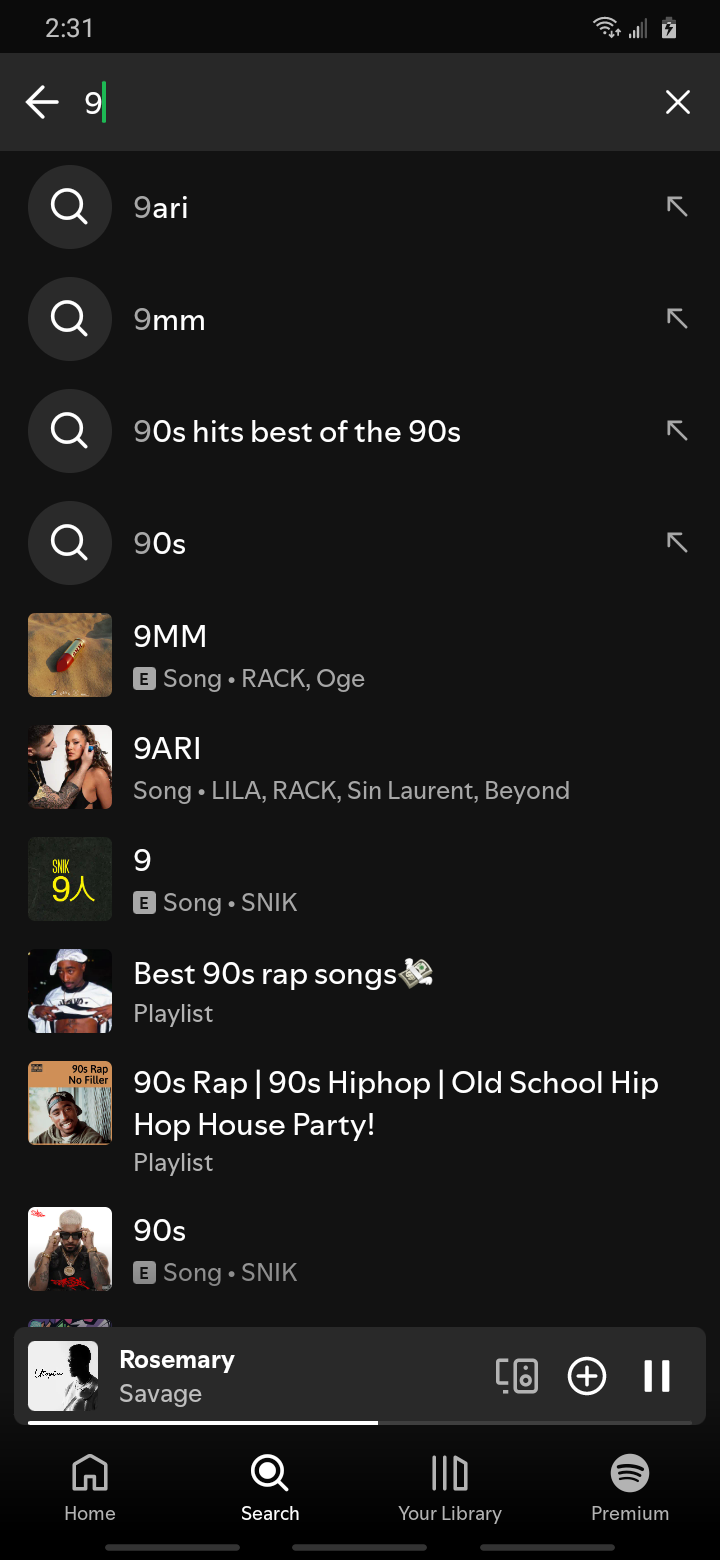 2:31
9
9ari
9mm
90s hits best of the 90s
90s
9MM
E Song • RACK, Oge
9ARI
Song • LILA, RACK, Sin Laurent, Beyond
SNIK
9人
9
E Song • SNIK
Best 90s rap songs💸
Playlist
90s Rap
No Filler
90s Rap | 90s Hiphop | Old School Hip
Hop House Party!
Playlist
90s
E Song • SNIK
Utopia
Rosemary
Savage
Home
Search
Your Library
Premium